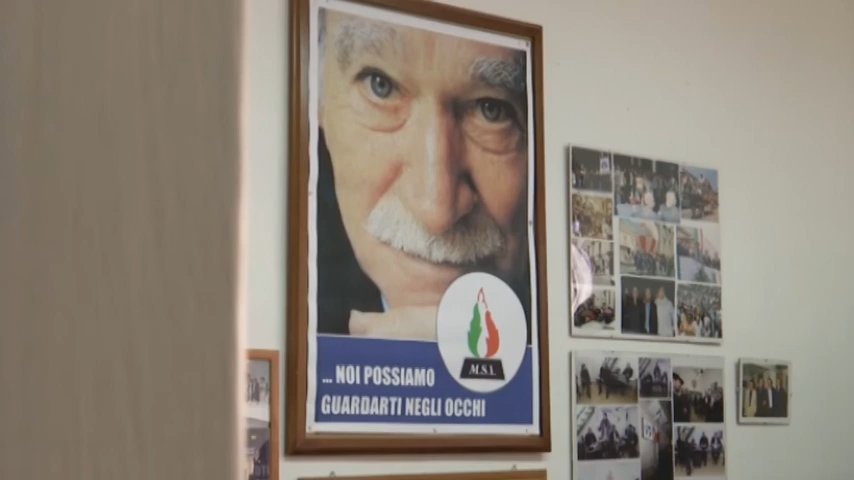 M.S.I.
... NOI POSSIAMO
GUARDARTI NEGLI OCCHI